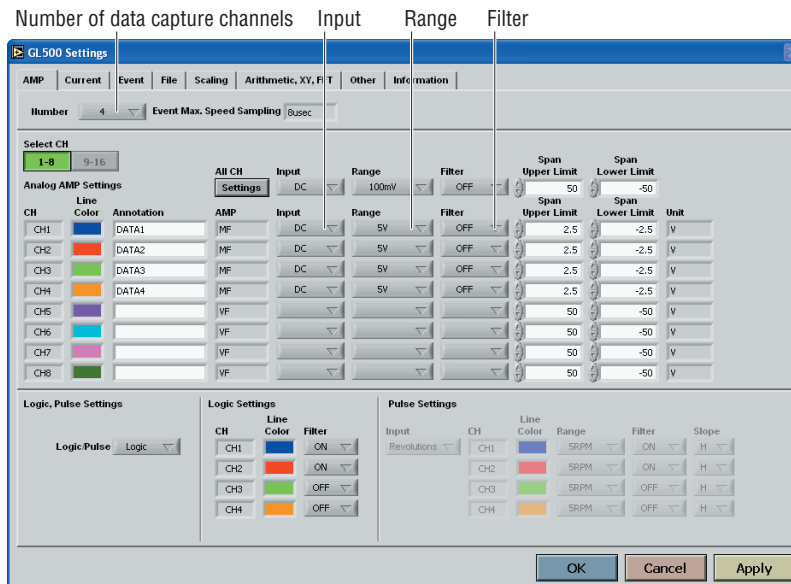 Number of data capture channels Input Range Filter
GL500 Settings
AMP Current Event File Scaling Arithmetic, XY, FFT Other Information
Number 4 Event Max. Speed Sampling 8usec
Select CH
1-8 9-16
Span Span
All CH Input Range Filter Upper Limit Lower Limit
Settings DC 100mV OFF 50 -50
Analog AMP Settings
Line Span Span
CH Color Annotation AMP Input Range Filter Upper Limit Lower Limit Unit
CH1 DATA1 MF DC 5V OFF 2.5 -2.5 V
CH2 DATA2 MF DC 5V OFF 2.5 -2.5 V
CH3 DATA3 MF DC 5V OFF 2.5 -2.5 V
CH4 DATA4 MF DC 5V OFF 2.5 -2.5 V
CH5 VF 50 -50 V
CH6 VF 50 -50 V
CH7 VF 50 -50 V
CH8 VF 50 -50 V
Logic, Pulse Settings
Logic/Pulse Logic
Logic Settings
Line
CH Color Filter
CH1 ON
CH2 ON
CH3 OFF
CH4 OFF
Pulse Settings
Line
Input CH Color Range Filter Slope
Revolutions CH1 5RPM ON H
CH2 5RPM ON H
CH3 5RPM OFF H
CH4 5RPM OFF H
OK Cancel Apply